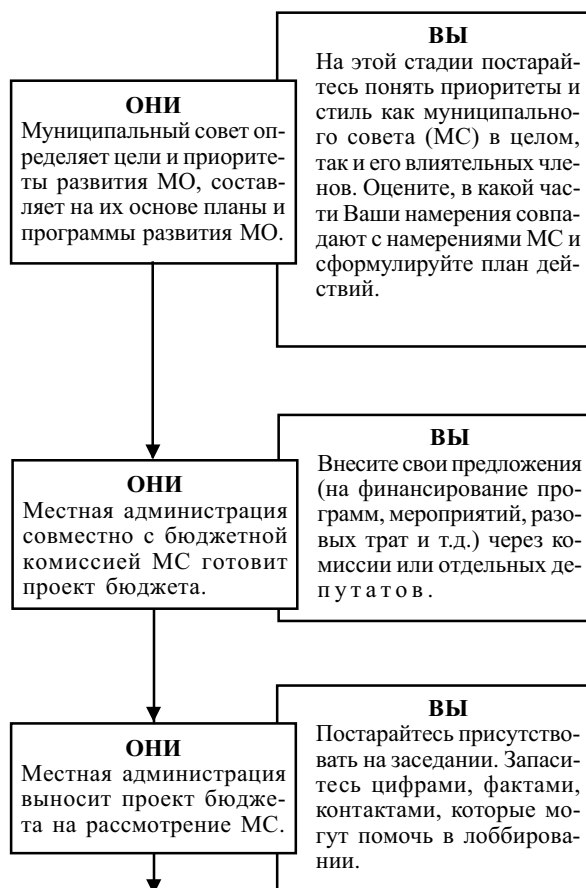 ОНИ
Муниципальный совет оп-
ределяет цели и приорите-
ты развития МО, состав-
ляет на их основе планы и
программы развития МО.
ВЫ
На этой стадии постарай-
тесь понять приоритеты и
стиль как муниципально-
го совета (МС) в целом,
так и его влиятельных чле-
нов. Оцените, в какой час-
ти Ваши намерения совпа-
дают с намерениями МС и
сформулируйте план дей-
ствий.
ОНИ
Местная администрация
совместно с бюджетной
комиссией МС готовит
проект бюджета.
ВЫ
Внесите свои предложения
(на финансирование про-
грамм, мероприятий, разо-
вых трат и т.д.) через ко-
миссии или отдельных де-
путатов.
ОНИ
Местная администрация
выносит проект бюдже-
та на рассмотрение МС.
ВЫ
Постарайтесь присутство-
вать на заседании. Запаси-
тесь цифрами, фактами,
контактами, которые мо-
гут помочь в лоббирова-
нии.